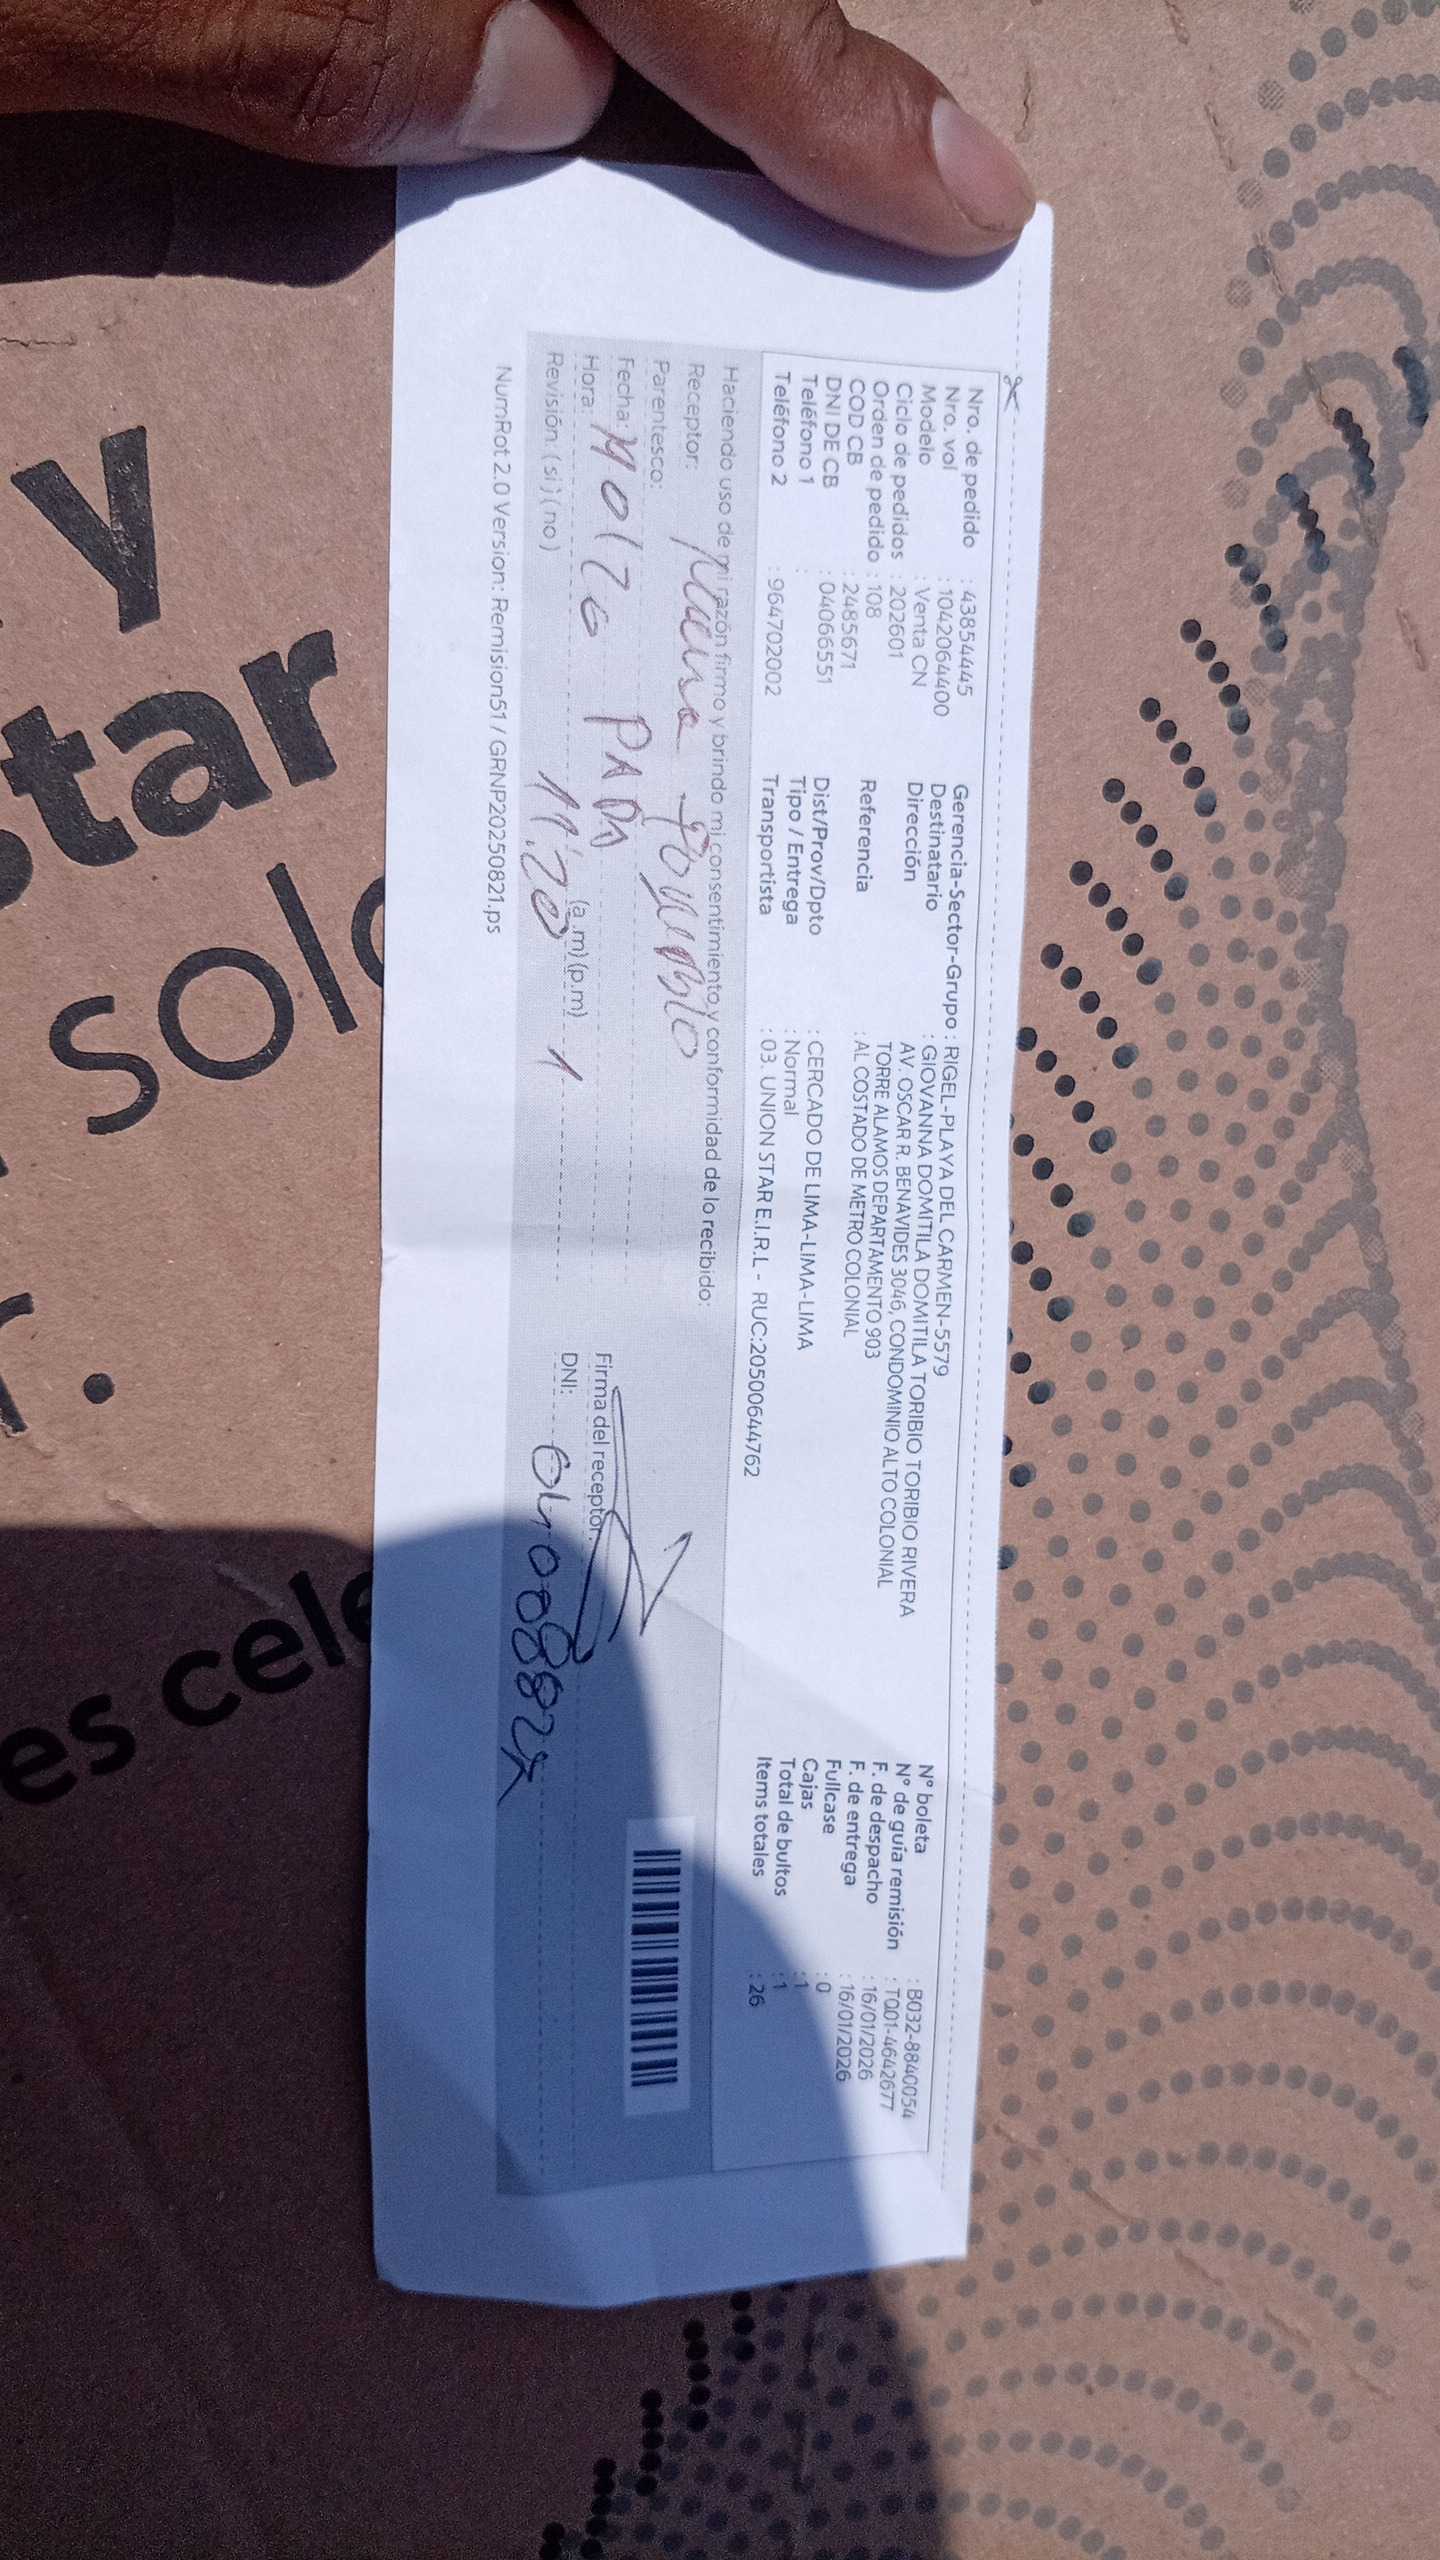 Nro. de pedido : 43854445
Nro. vol : 1042064400
Modelo : Venta CN
Ciclo de pedidos : 202601
Orden de pedido : 108
COD CB : 2485671
DNI DE CB : 04066551
Teléfono 1 :
Teléfono 2 : 964702002
Gerencia-Sector-Grupo : RIGEL-PLAYA DEL CARMEN-5579
Destinatario : GIOVANNA DOMITILA DOMITILA TORIBIO TORIBIO RIVERA
Dirección AV. OSCAR R. BENAVIDES 3046, CONDOMINIO ALTO COLONIAL
TORRE ALAMOS DEPARTAMENTO 903
Referencia : AL COSTADO DE METRO COLONIAL
Dist/Prov/Dpto : CERCADO DE LIMA-LIMA-LIMA
Tipo / Entrega : Normal
Transportista : 03. UNION STAR E.I.R.L - RUC:20500644762
N° boleta : B032-8840054
N° de guía remisión : TQ01-4642677
F. de despacho : 16/01/2026
F. de entrega : 16/01/2026
Fullcase : 0
Cajas : 1
Total de bultos : 1
Items totales : 26
Haciendo uso de mi razón firmo y brindo mi consentimiento y conformidad de lo recibido:
Receptor:
Parentesco: PAPA
Fecha:
Hora: 11:20 (a.m) (p.m)
Revisión ( si ) ( no )
Firma del receptor:
DNI:
NumRot 2.0 Version: Remision51 / GRNP20250821.ps
y
tar
solo
es cele